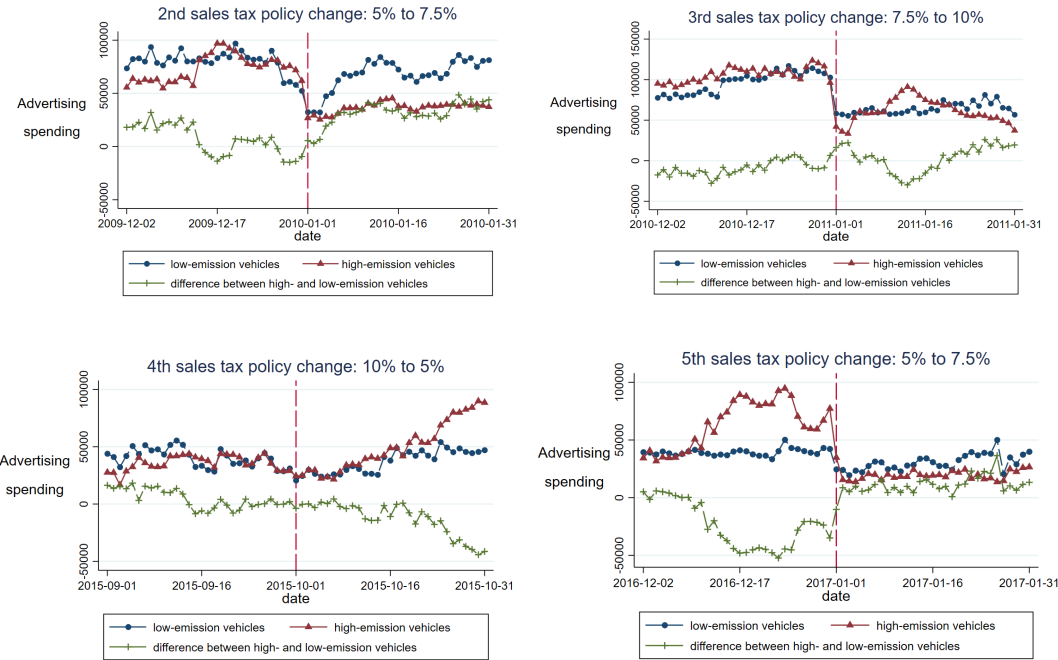 2nd sales tax policy change: 5% to 7.5%
100000
50000
0
-50000
Advertising
spending
2009-12-02 2009-12-17 2010-01-01 2010-01-16 2010-01-31
date
low-emission vehicles high-emission vehicles
difference between high- and low-emission vehicles
3rd sales tax policy change: 7.5% to 10%
150000
100000
50000
0
-50000
Advertising
spending
2010-12-02 2010-12-17 2011-01-01 2011-01-16 2011-01-31
date
low-emission vehicles high-emission vehicles
difference between high- and low-emission vehicles
4th sales tax policy change: 10% to 5%
100000
50000
0
-50000
Advertising
spending
2015-09-01 2015-09-16 2015-10-01 2015-10-16 2015-10-31
date
low-emission vehicles high-emission vehicles
difference between high- and low-emission vehicles
5th sales tax policy change: 5% to 7.5%
100000
50000
0
-50000
Advertising
spending
2016-12-02 2016-12-17 2017-01-01 2017-01-16 2017-01-31
date
low-emission vehicles high-emission vehicles
difference between high- and low-emission vehicles